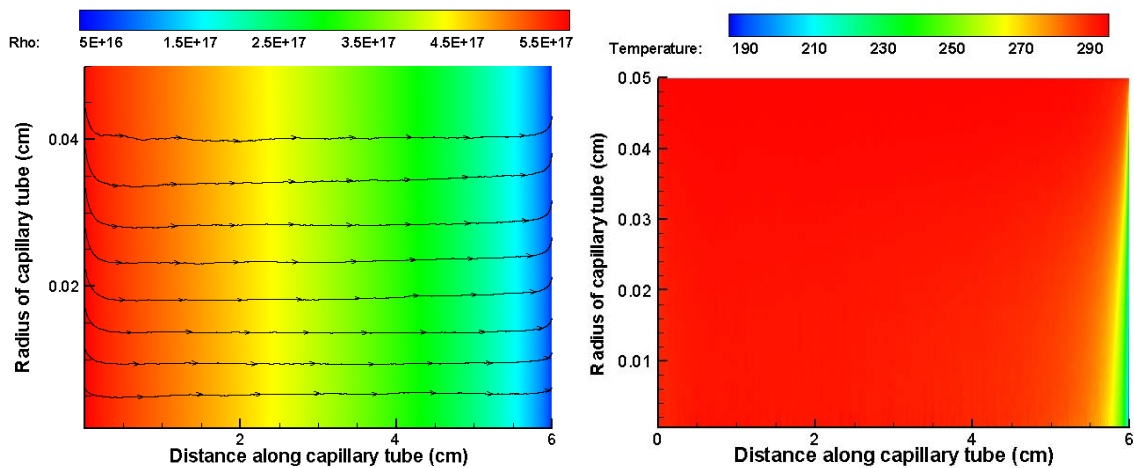 Rho: 5E+16 1.5E+17 2.5E+17 3.5E+17 4.5E+17 5.5E+17
0.04
0.02
Radius of capillary tube (cm)
2 4 6
Distance along capillary tube (cm)
Temperature: 190 210 230 250 270 290
0.05
0.04
0.03
0.02
0.01
Radius of capillary tube (cm)
0 2 4 6
Distance along capillary tube (cm)